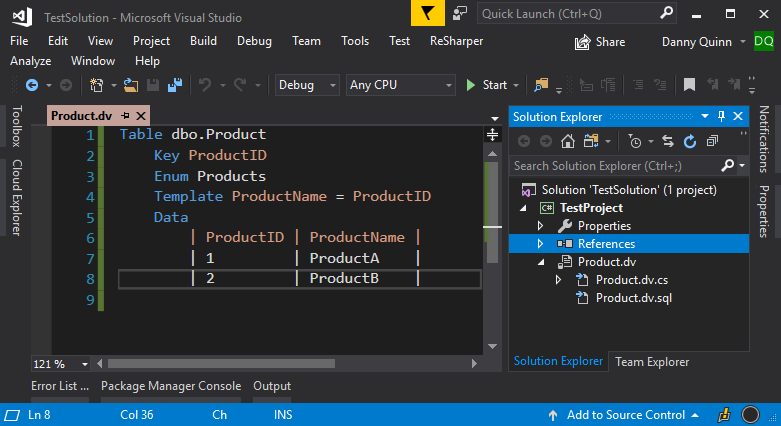 TestSolution - Microsoft Visual Studio
Quick Launch (Ctrl+Q)
File Edit View Project Build Debug Team Tools Test ReSharper Share Danny Quinn DQ
Analyze Window Help
Debug Any CPU Start
Toolbox
Cloud Explorer
Product.dv
1 Table dbo.Product
2 Key ProductID
3 Enum Products
4 Template ProductName = ProductID
5 Data
6 | ProductID | ProductName |
7 | 1 | ProductA |
8 | 2 | ProductB |
9
121 %
Solution Explorer
Search Solution Explorer (Ctrl+;)
Solution 'TestSolution' (1 project)
C# TestProject
Properties
References
Product.dv
Product.dv.cs
Product.dv.sql
Solution Explorer Team Explorer
Notifications
Properties
Error List ... Package Manager Console Output
Ln 8 Col 36 Ch INS Add to Source Control